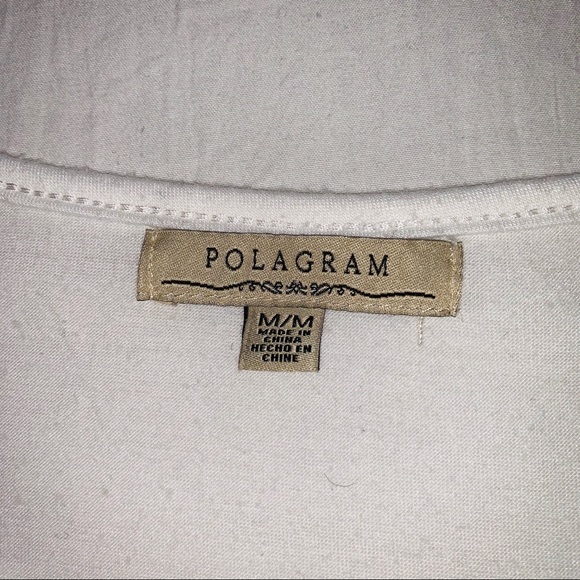 POLAGRAM
M/M
MADE IN
CHINA
HECHO EN
CHINE